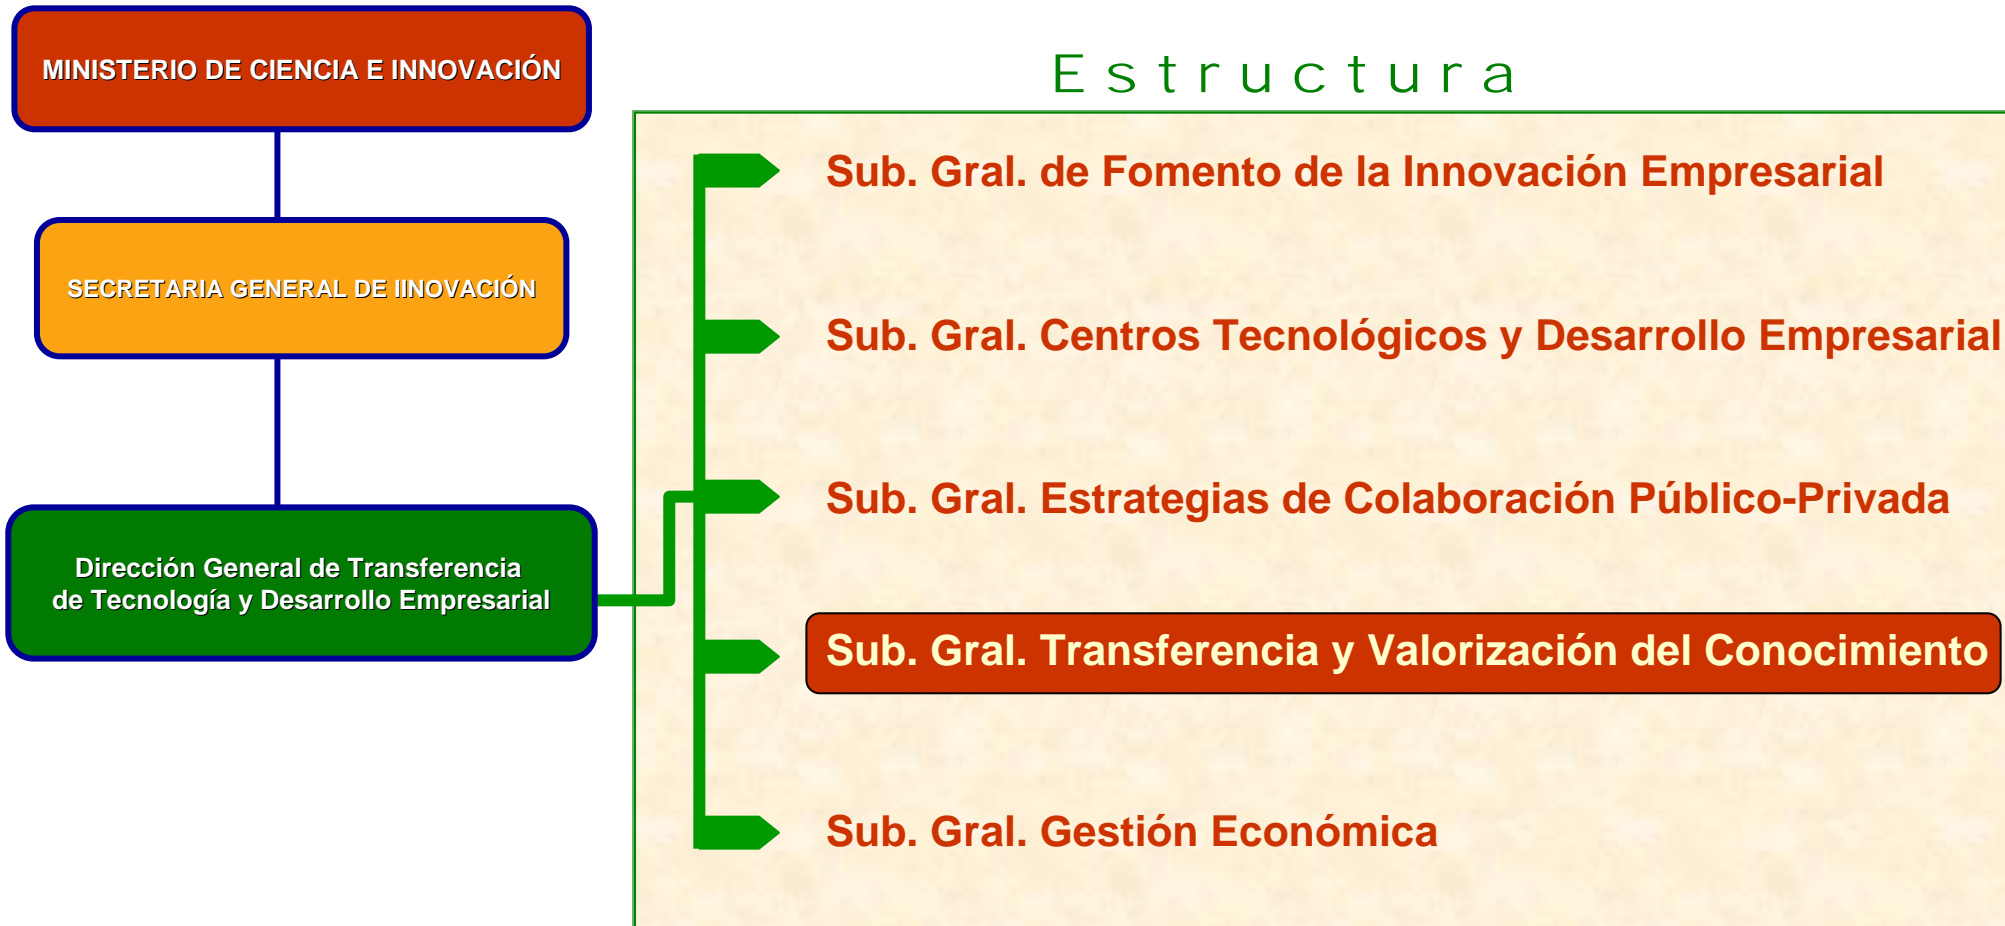 MINISTERIO DE CIENCIA E INNOVACIÓN
SECRETARIA GENERAL DE IINOVACIÓN
Dirección General de Transferencia
de Tecnología y Desarrollo Empresarial
Estructura
Sub. Gral. de Fomento de la Innovación Empresarial
Sub. Gral. Centros Tecnológicos y Desarrollo Empresarial
Sub. Gral. Estrategias de Colaboración Público-Privada
Sub. Gral. Transferencia y Valorización del Conocimiento
Sub. Gral. Gestión Económica